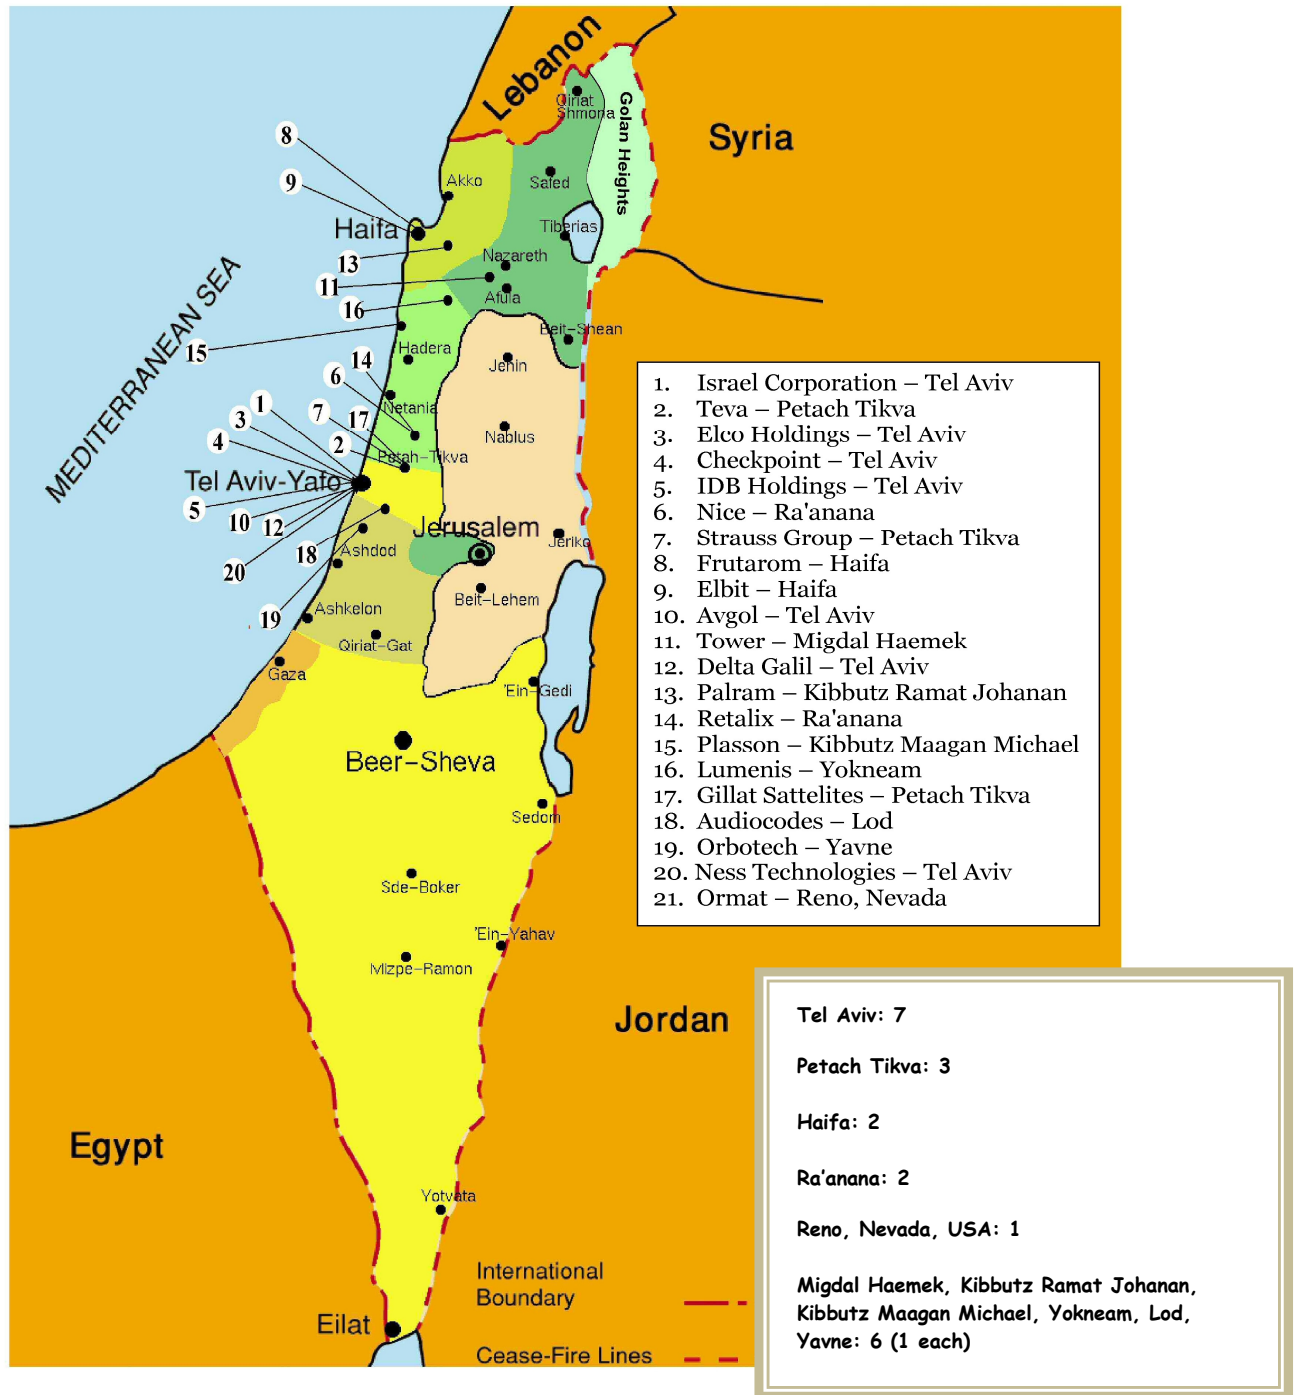 Lebanon
Syria
Golan Heights
Qiriat
Shmona
Safed
Akko
Tiberias
Haifa
Nazareth
Afula
Beit-Shean
MEDITERRANEAN SEA
Hadera
Jenin
Netania
Nablus
Petah-Tikva
Tel Aviv-Yafo
Jerusalem
Jeriko
Ashdod
Beit-Lehem
Ashkelon
Qiriat-Gat
Gaza
'Ein-Gedi
Beer-Sheva
Sedom
Sde-Boker
'Ein-Yahav
Mizpe-Ramon
Jordan
Egypt
Yotvata
Eilat
International
Boundary
Cease-Fire Lines
8
9
13
11
16
15
14
6
7
17
1
3
2
4
5
10
12
18
20
19
1. Israel Corporation – Tel Aviv
2. Teva – Petach Tikva
3. Elco Holdings – Tel Aviv
4. Checkpoint – Tel Aviv
5. IDB Holdings – Tel Aviv
6. Nice – Ra'anana
7. Strauss Group – Petach Tikva
8. Frutarom – Haifa
9. Elbit – Haifa
10. Avgol – Tel Aviv
11. Tower – Migdal Haemek
12. Delta Galil – Tel Aviv
13. Palram – Kibbutz Ramat Johanan
14. Retalix – Ra'anana
15. Plasson – Kibbutz Maagan Michael
16. Lumenis – Yokneam
17. Gillat Sattelites – Petach Tikva
18. Audiocodes – Lod
19. Orbotech – Yavne
20. Ness Technologies – Tel Aviv
21. Ormat – Reno, Nevada
Tel Aviv: 7
Petach Tikva: 3
Haifa: 2
Ra’anana: 2
Reno, Nevada, USA: 1
Migdal Haemek, Kibbutz Ramat Johanan,
Kibbutz Maagan Michael, Yokneam, Lod,
Yavne: 6 (1 each)